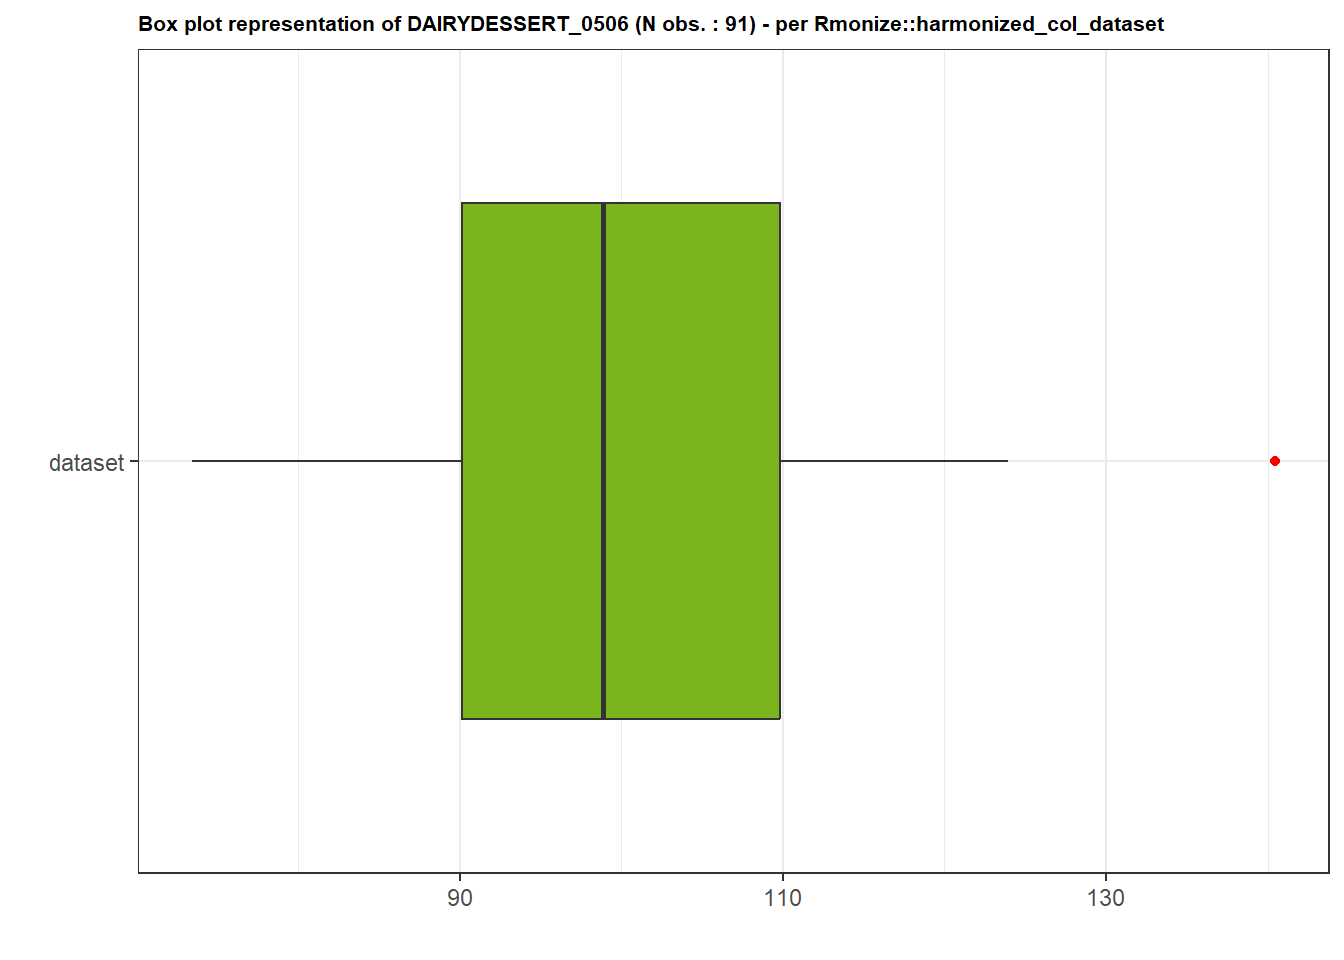 Box plot representation of DAIRYDESSERT_0506 (N obs. : 91) - per Rmonize::harmonized_col_dataset
dataset
90 110 130